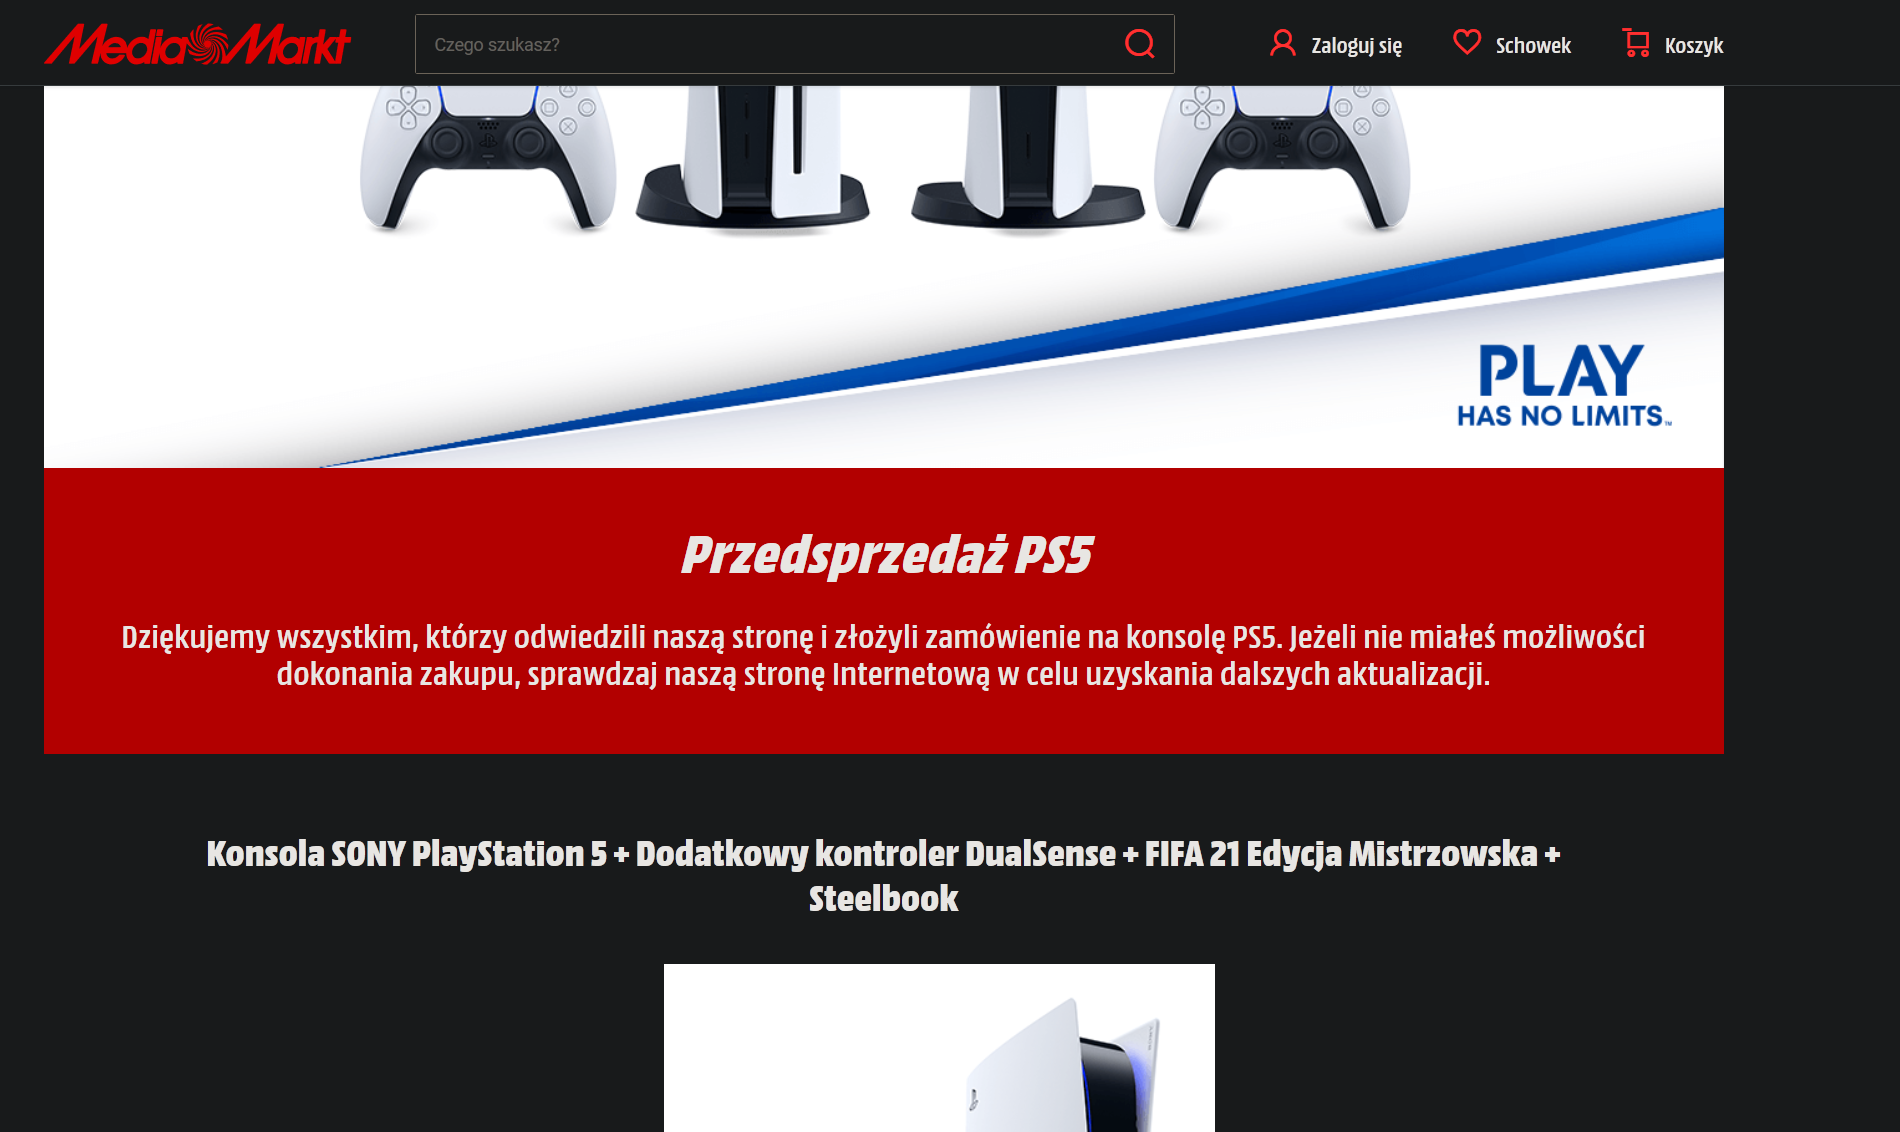 MediaMarkt
Czego szukasz?
Zaloguj się
Schowek
Koszyk
PLAY
HAS NO LIMITS™
Przedsprzedaż PS5
Dziękujemy wszystkim, którzy odwiedzili naszą stronę i złożyli zamówienie na konsolę PS5. Jeżeli nie miałeś możliwości
dokonania zakupu, sprawdzaj naszą stronę Internetową w celu uzyskania dalszych aktualizacji.
Konsola SONY PlayStation 5 + Dodatkowy kontroler DualSense + FIFA 21 Edycja Mistrzowska +
Steelbook